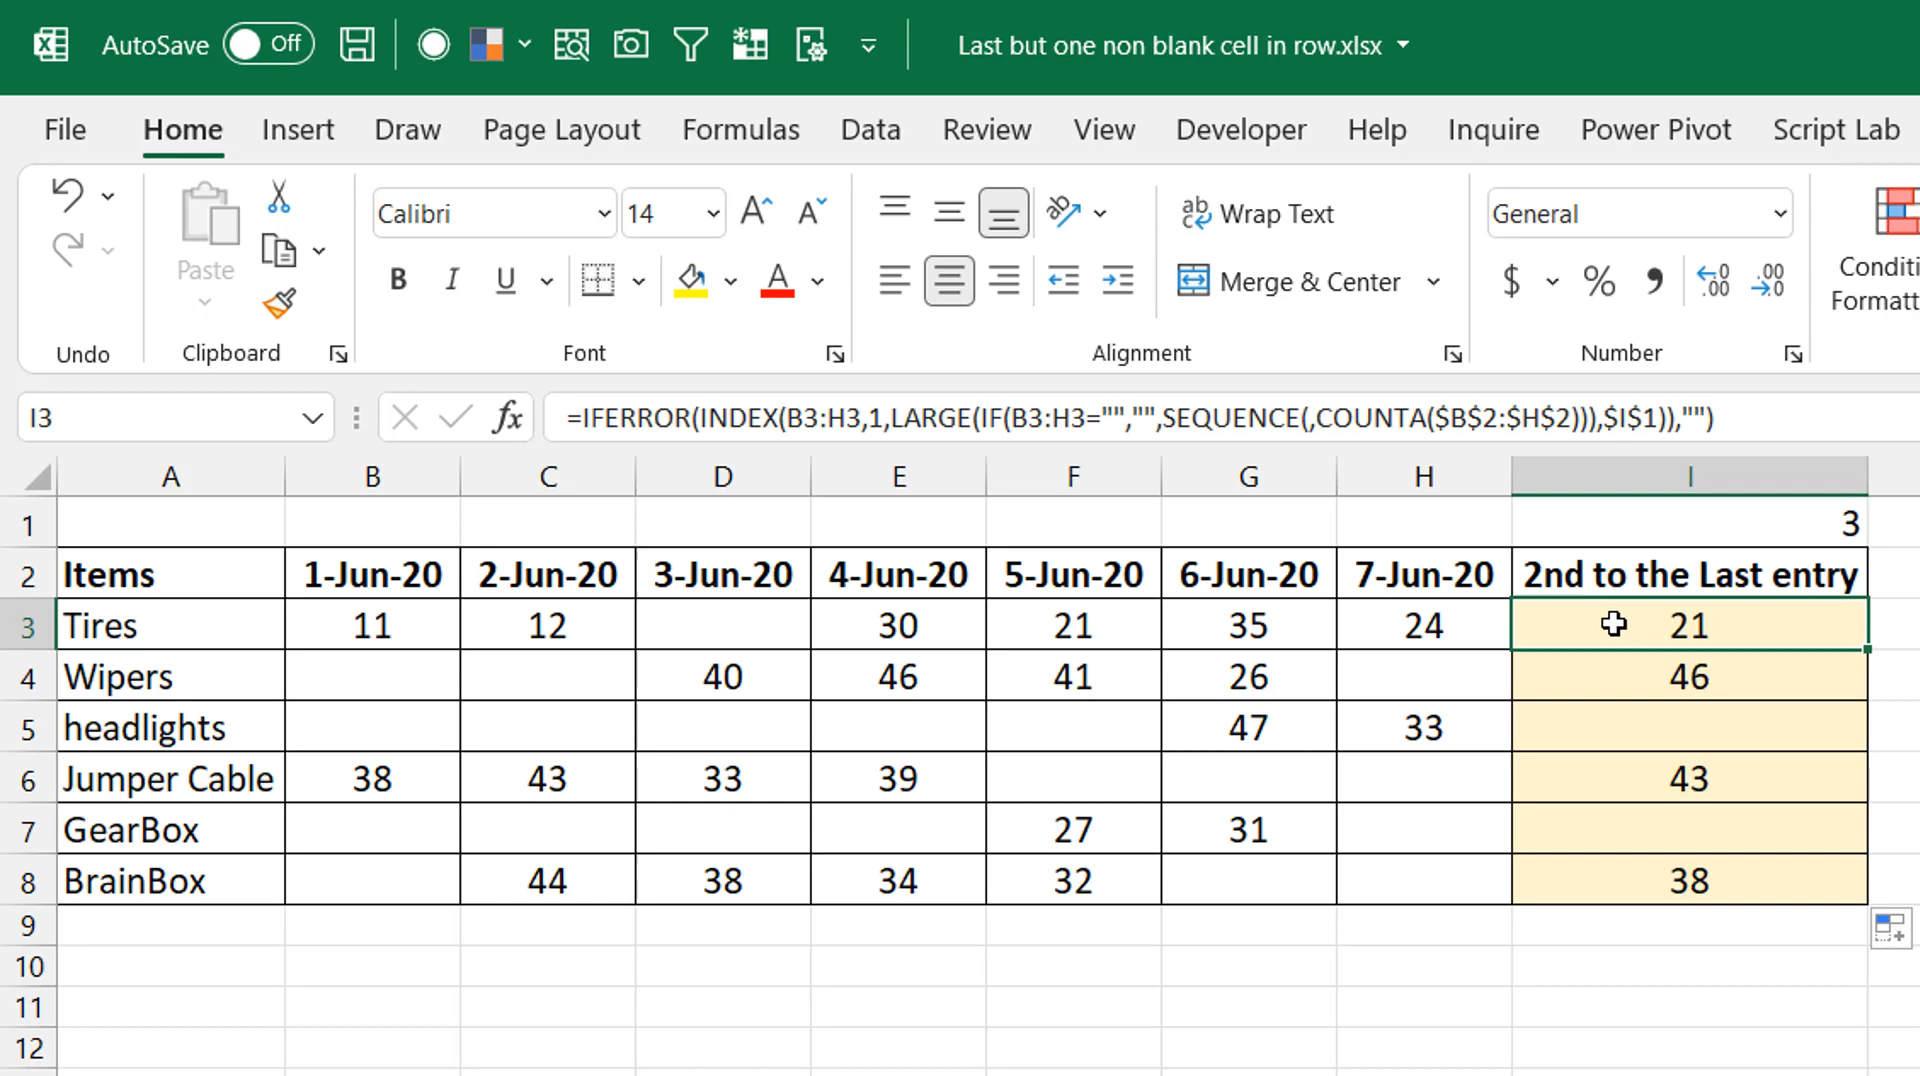 AutoSave Off Last but one non blank cell in row.xlsx
File Home Insert Draw Page Layout Formulas Data Review View Developer Help Inquire Power Pivot Script Lab
Paste
Calibri 14
Wrap Text
Merge & Center
General
Conditi
Formatt
Undo Clipboard Font Alignment Number
I3 =IFERROR(INDEX(B3:H3,1,LARGE(IF(B3:H3="","",SEQUENCE(,COUNTA($B$2:$H$2))),$I$1)),"")
A B C D E F G H I
1 3
2 Items 1-Jun-20 2-Jun-20 3-Jun-20 4-Jun-20 5-Jun-20 6-Jun-20 7-Jun-20 2nd to the Last entry
3 Tires 11 12 30 21 35 24 21
4 Wipers 40 46 41 26 46
5 headlights 47 33
6 Jumper Cable 38 43 33 39 43
7 GearBox 27 31
8 BrainBox 44 38 34 32 38
9
10
11
12